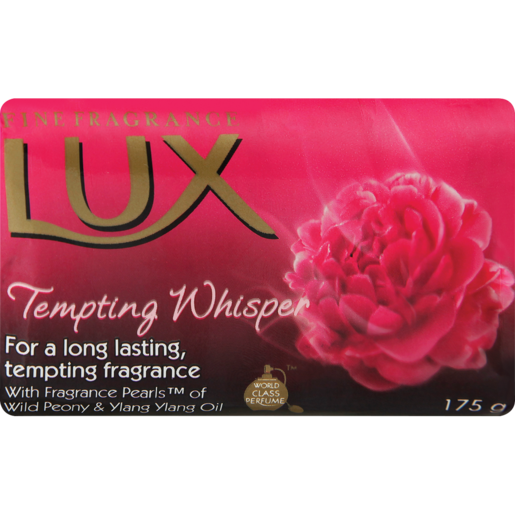 FINE FRAGRANCE
LUX
Tempting Whisper
For a long lasting,
tempting fragrance
With Fragrance Pearls™ of
Wild Peony & Ylang Ylang Oil
WORLD
CLASS
PERFUME
™
175 g